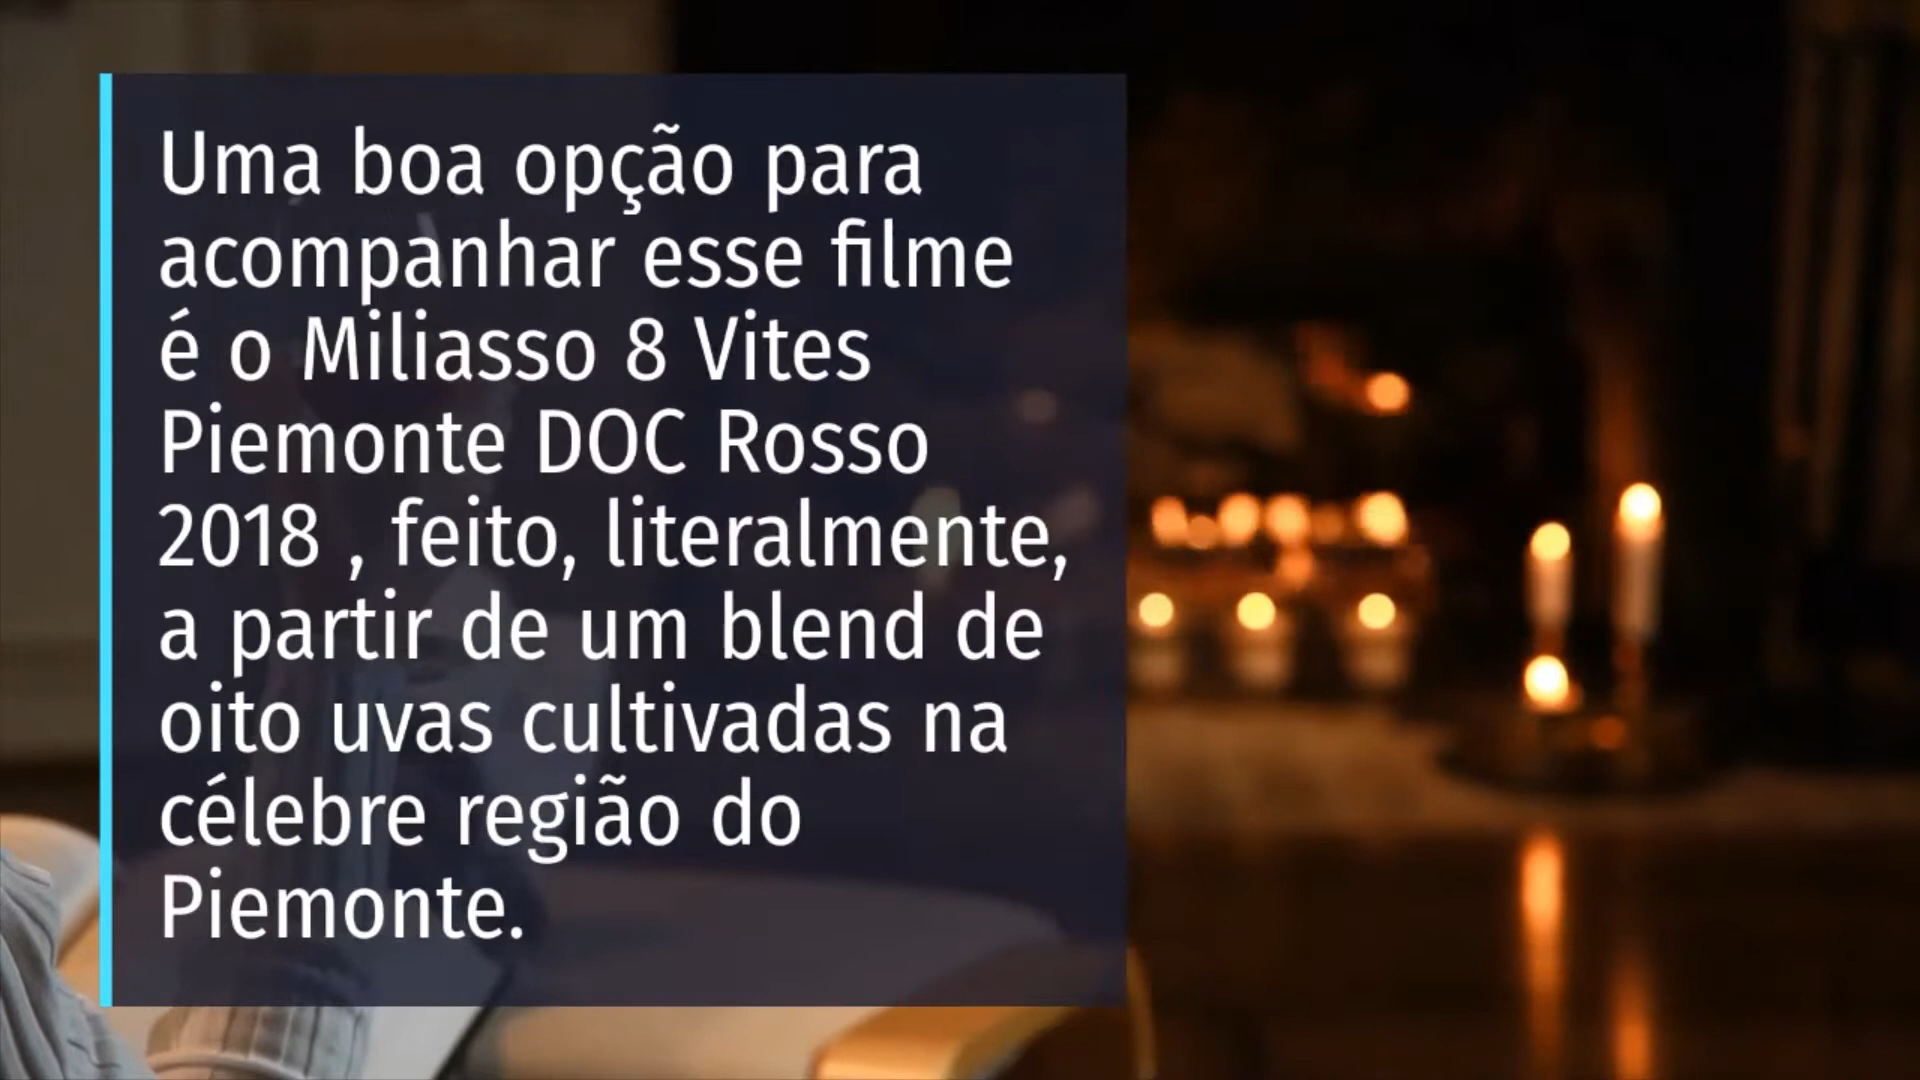 Uma boa opção para
acompanhar esse filme
é o Miliasso 8 Vites
Piemonte DOC Rosso
2018 , feito, literalmente,
a partir de um blend de
oito uvas cultivadas na
célebre região do
Piemonte.